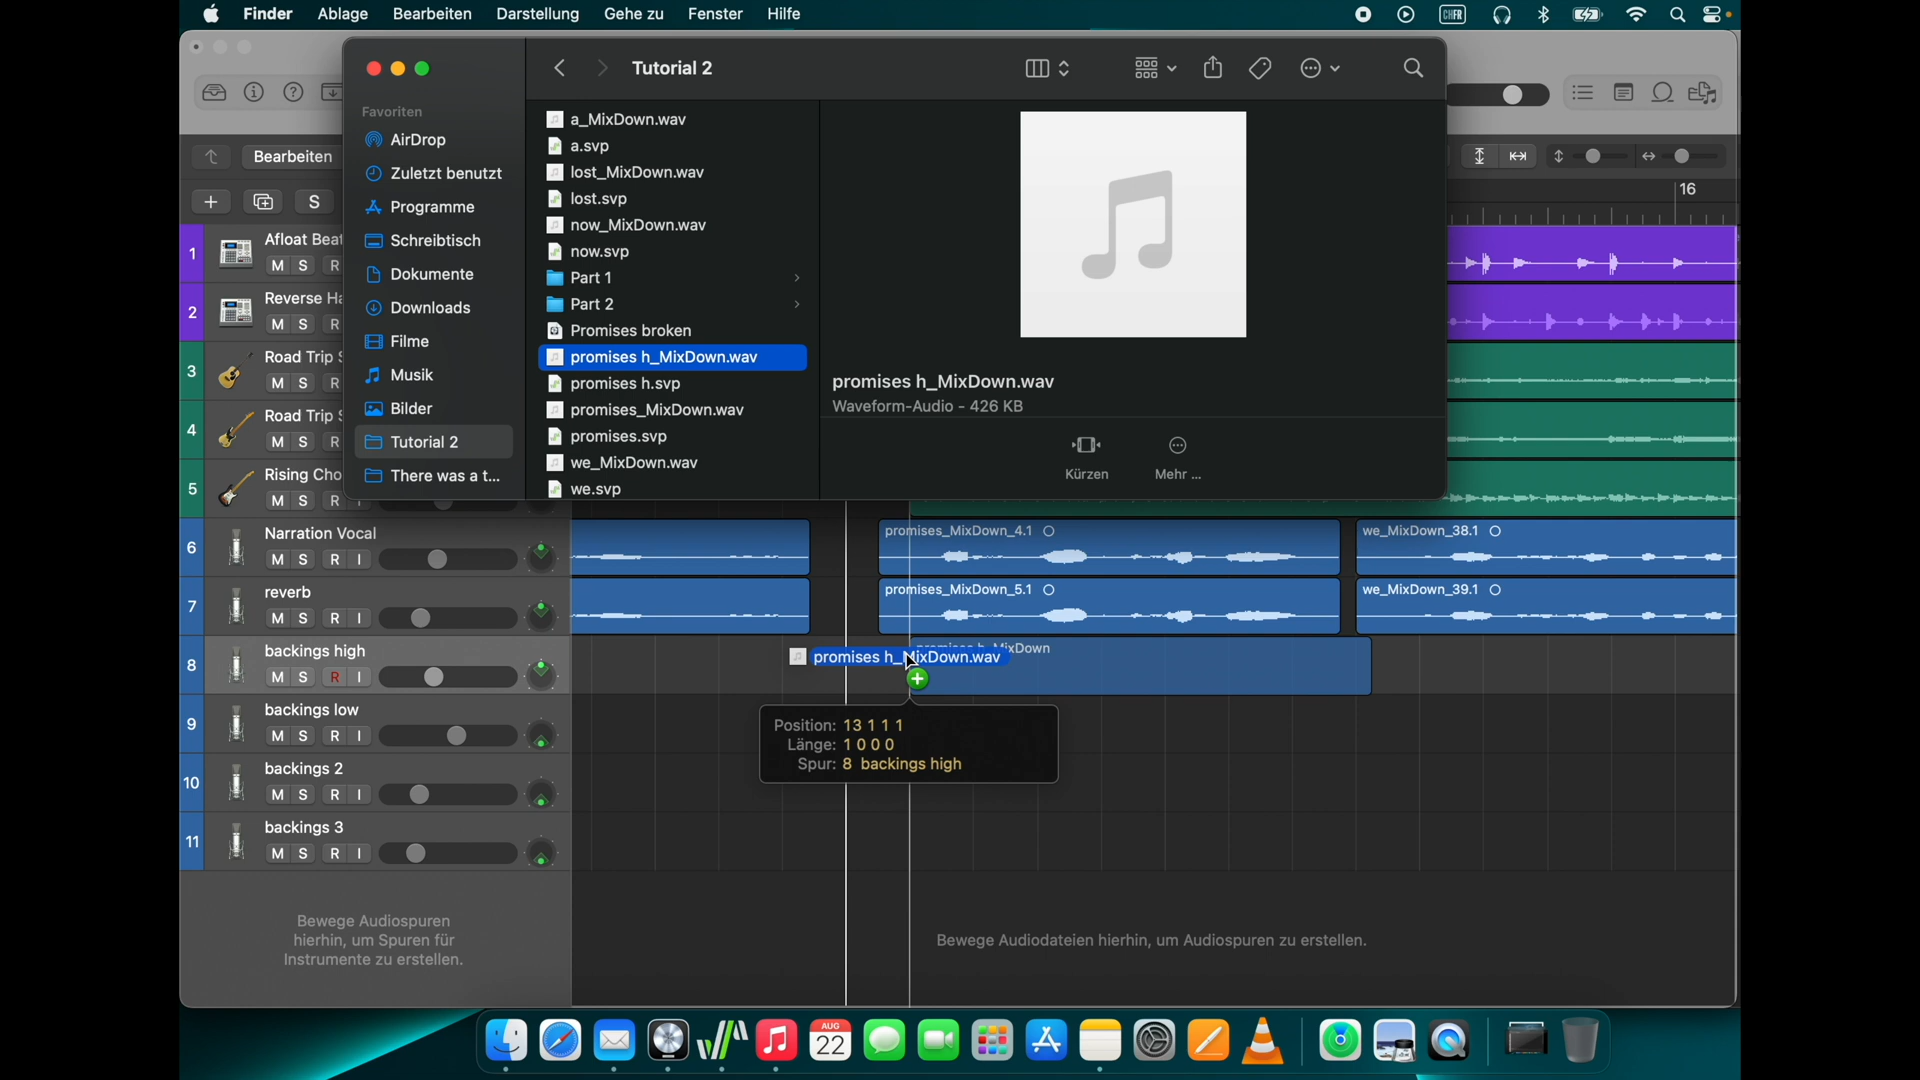 Finder Ablage Bearbeiten Darstellung Gehe zu Fenster Hilfe
CHFR
Tutorial 2
Favoriten
AirDrop
Zuletzt benutzt
Programme
Schreibtisch
Dokumente
Downloads
Filme
Musik
Bilder
Tutorial 2
There was a t...
a_MixDown.wav
a.svp
lost_MixDown.wav
lost.svp
now_MixDown.wav
now.svp
Part 1
Part 2
Promises broken
promises h_MixDown.wav
promises h.svp
promises_MixDown.wav
promises.svp
we_MixDown.wav
we.svp
promises h_MixDown.wav
Waveform-Audio - 426 KB
Kürzen
Mehr ...
Bearbeiten
S
16
1 Afloat Beat
M S R
2 Reverse Ha
M S R
3 Road Trip S
M S R
4 Road Trip S
M S R
5 Rising Cho
M S R
6 Narration Vocal
M S R I
promises_MixDown_4.1
we_MixDown_38.1
7 reverb
M S R I
promises_MixDown_5.1
we_MixDown_39.1
8 backings high
M S R I
promises h_MixDown
promises h_MixDown.wav
Position: 13 1 1 1
Länge: 1 0 0 0
Spur: 8 backings high
9 backings low
M S R I
10 backings 2
M S R I
11 backings 3
M S R I
Bewege Audiospuren
hierhin, um Spuren für
Instrumente zu erstellen.
Bewege Audiodateien hierhin, um Audiospuren zu erstellen.
AUG
22